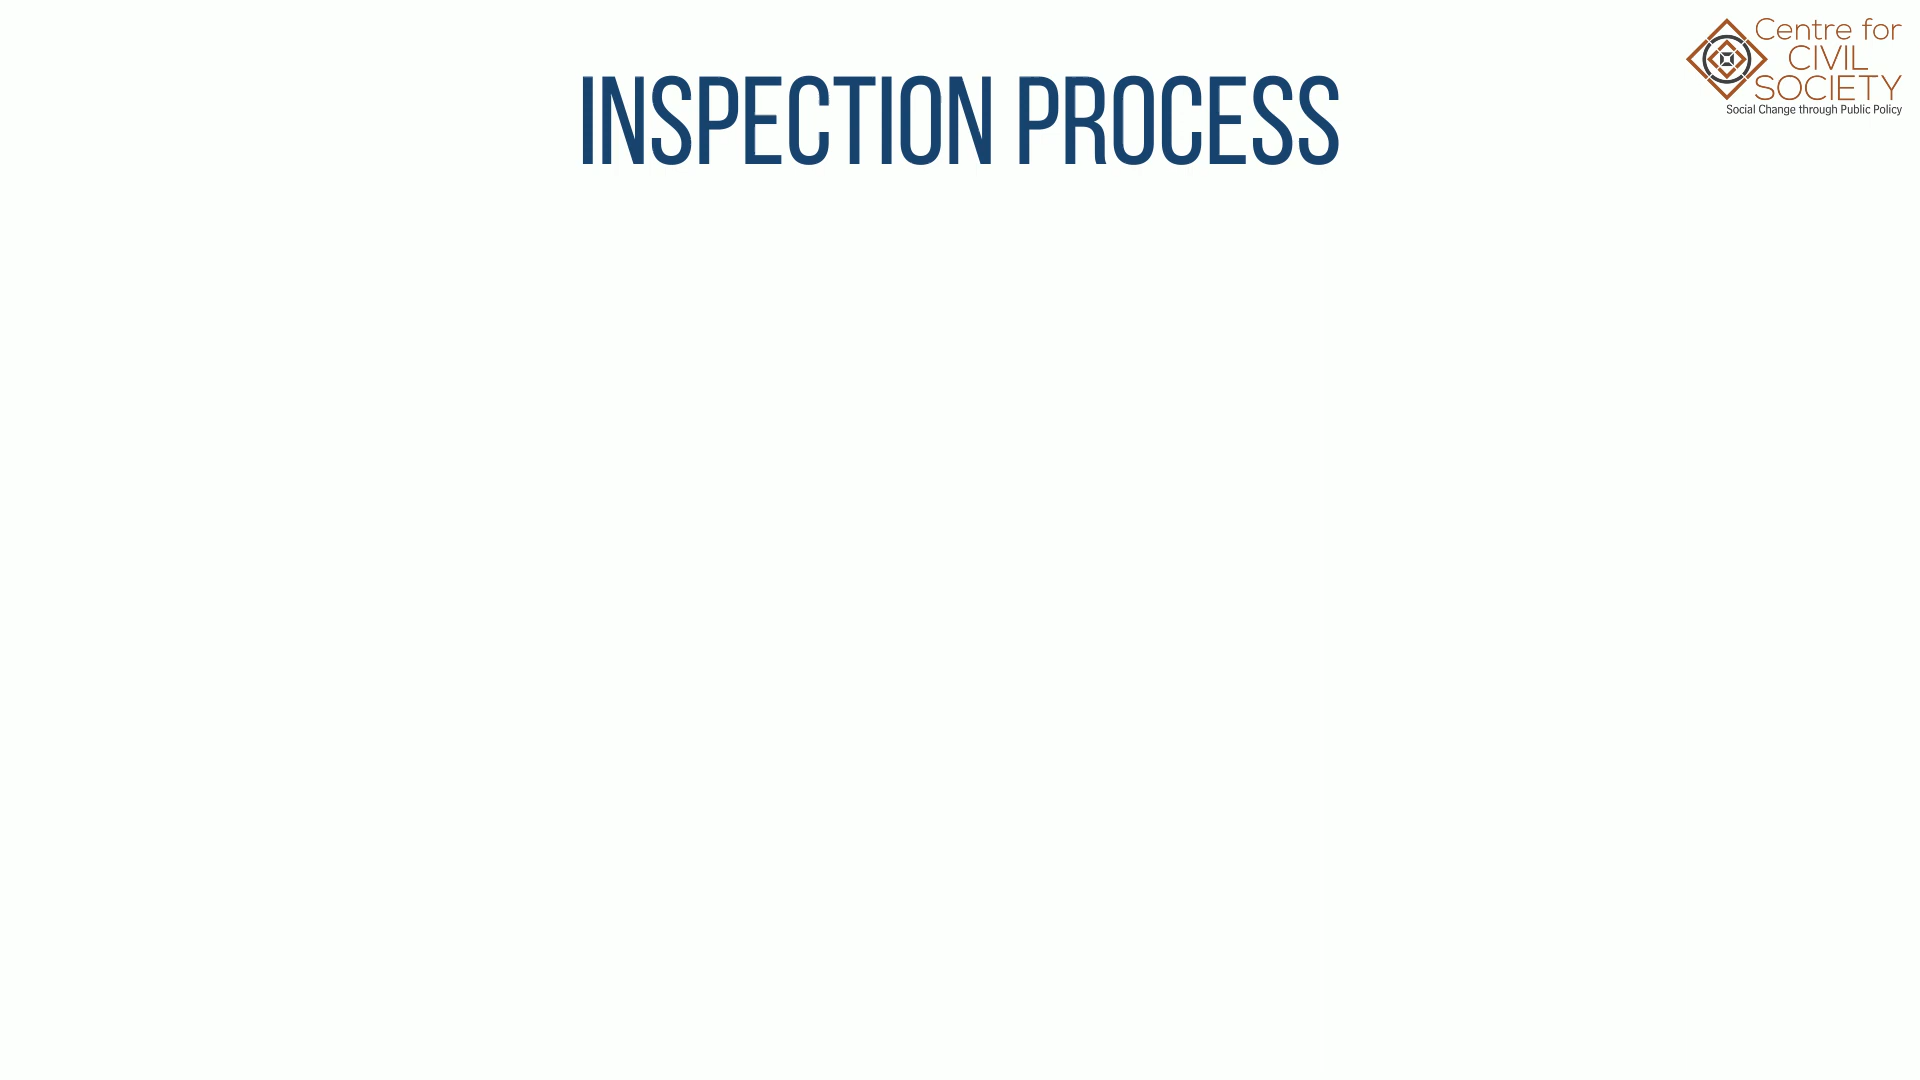 INSPECTION PROCESS
Centre for
CIVIL
SOCIETY
Social Change through Public Policy